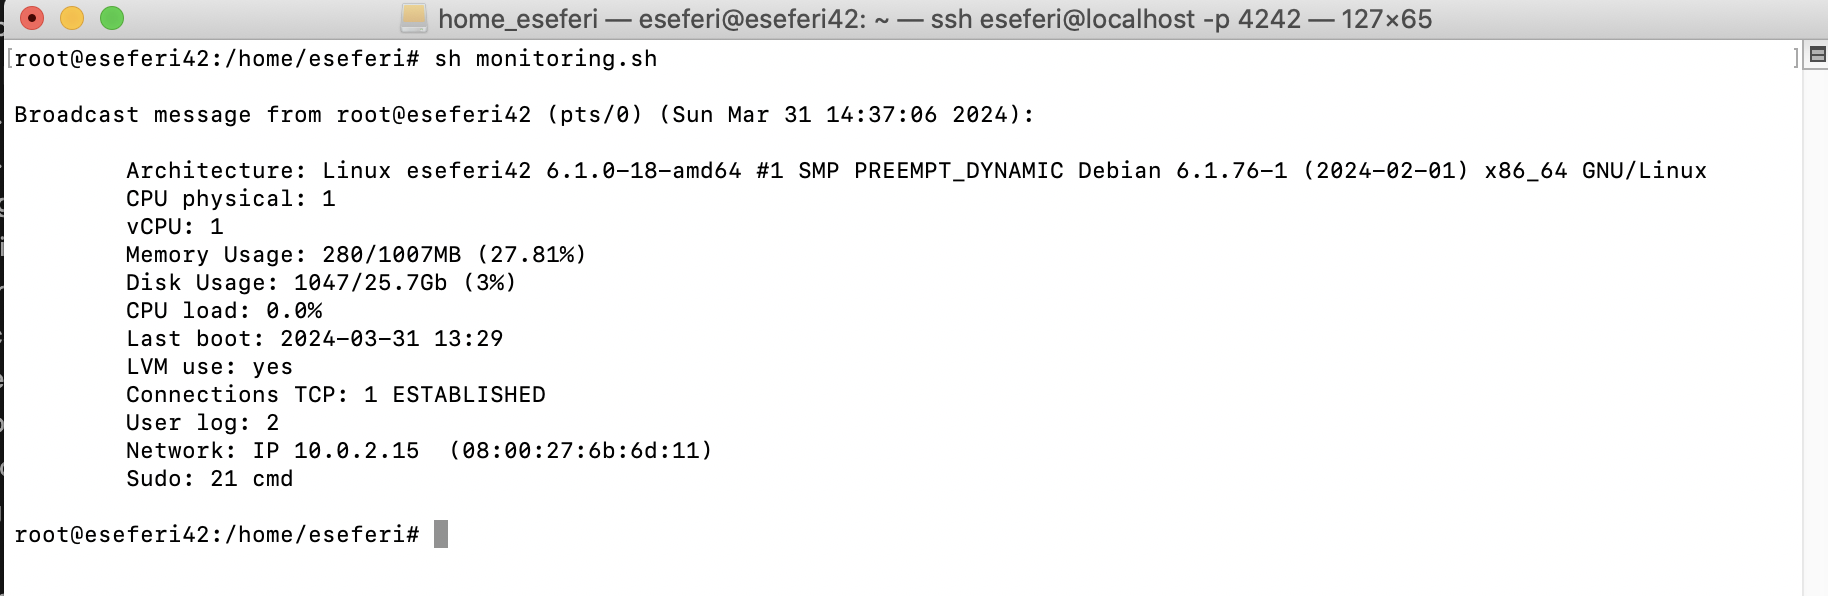 home_eseferi — eseferi@eseferi42: ~ — ssh eseferi@localhost -p 4242 — 127×65
[root@eseferi42:/home/eseferi# sh monitoring.sh ]
Broadcast message from root@eseferi42 (pts/0) (Sun Mar 31 14:37:06 2024):
Architecture: Linux eseferi42 6.1.0-18-amd64 #1 SMP PREEMPT_DYNAMIC Debian 6.1.76-1 (2024-02-01) x86_64 GNU/Linux
CPU physical: 1
vCPU: 1
Memory Usage: 280/1007MB (27.81%)
Disk Usage: 1047/25.7Gb (3%)
CPU load: 0.0%
Last boot: 2024-03-31 13:29
LVM use: yes
Connections TCP: 1 ESTABLISHED
User log: 2
Network: IP 10.0.2.15  (08:00:27:6b:6d:11)
Sudo: 21 cmd
root@eseferi42:/home/eseferi#